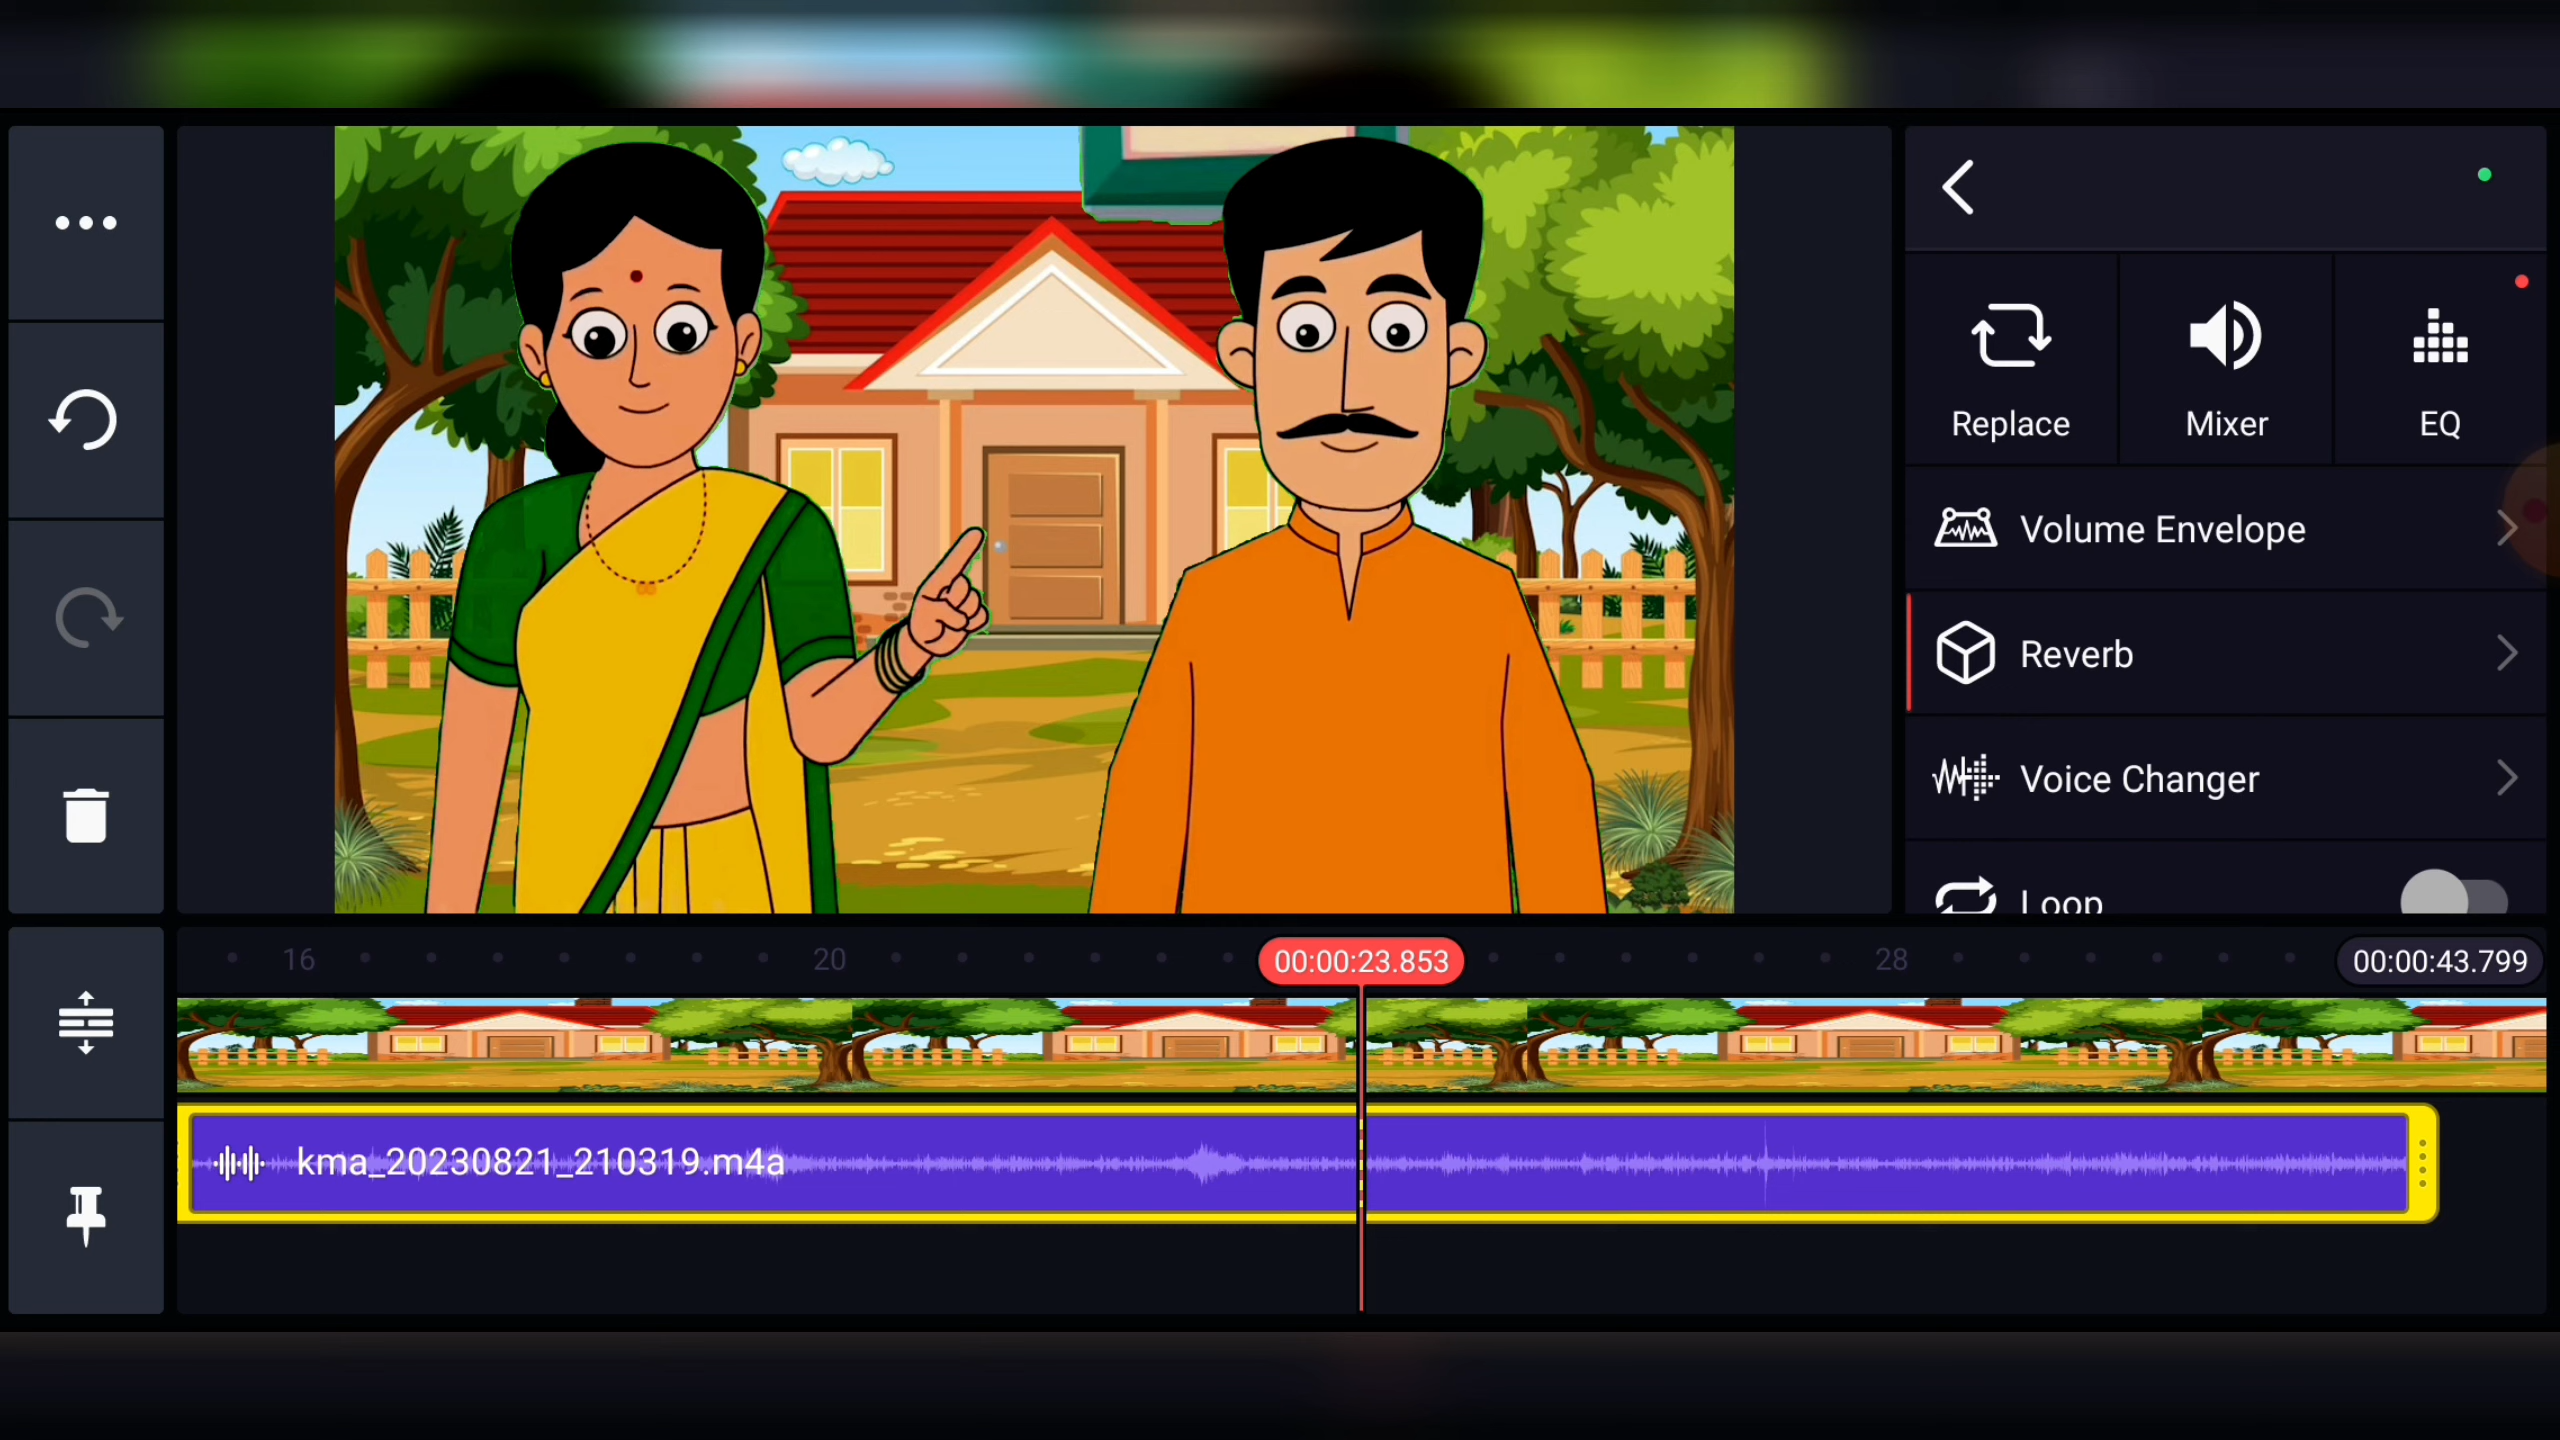 Replace
Mixer
EQ
Volume Envelope
Reverb
Voice Changer
Loop
16
20
00:00:23.853
28
00:00:43.799
kma_20230821_210319.m4a